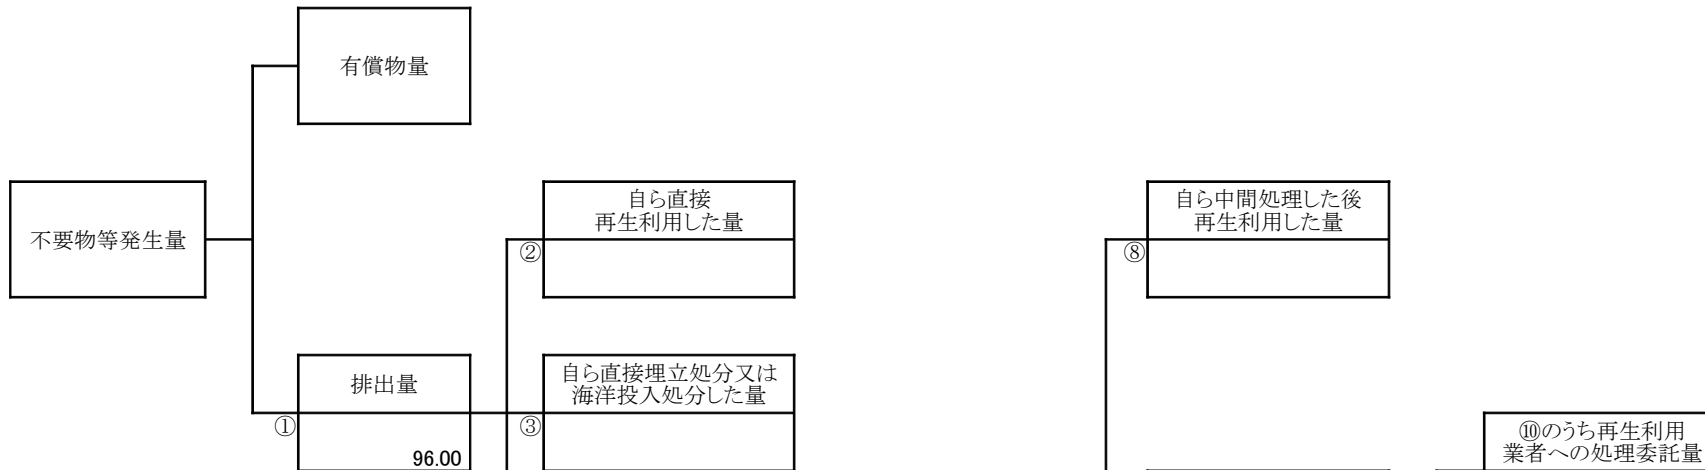 有償物量
不要物等発生量
自ら直接
再生利用した量
②
自ら中間処理した後
再生利用した量
⑧
排出量
①
96.00
自ら直接埋立処分又は
海洋投入処分した量
③
⑩のうち再生利用
業者への処理委託量